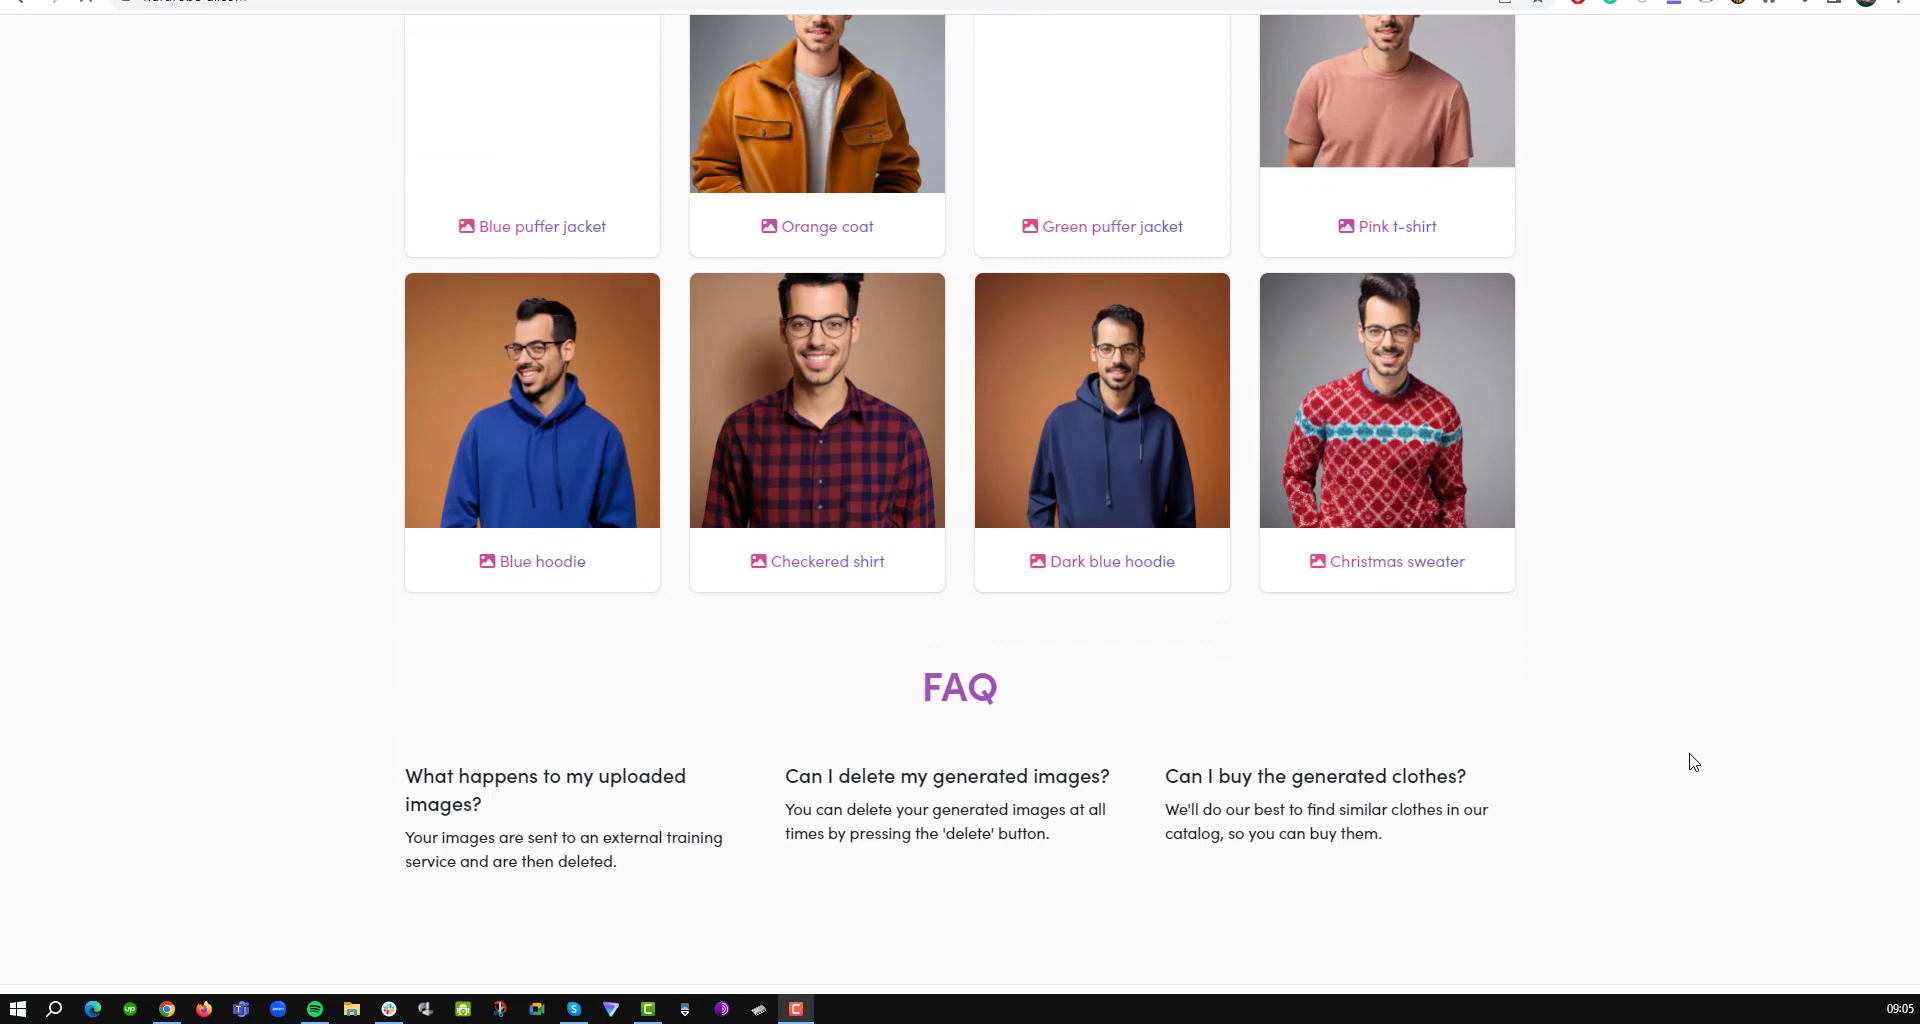 Blue puffer jacket
Orange coat
Green puffer jacket
Pink t-shirt
Blue hoodie
Checkered shirt
Dark blue hoodie
Christmas sweater
FAQ
What happens to my uploaded
images?
Your images are sent to an external training
service and are then deleted.
Can I delete my generated images?
You can delete your generated images at all
times by pressing the 'delete' button.
Can I buy the generated clothes?
We'll do our best to find similar clothes in our
catalog, so you can buy them.
09:05